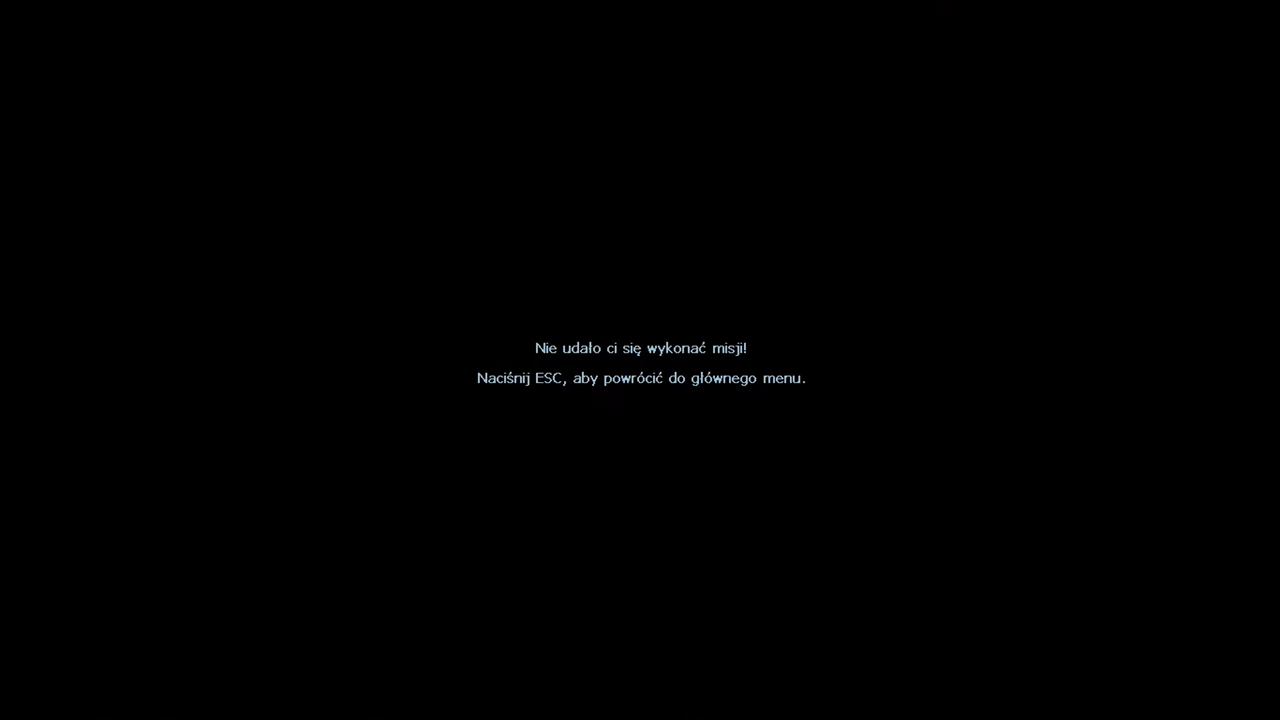 Nie udało ci się wykonać misji!
Naciśnij ESC, aby powrócić do głównego menu.